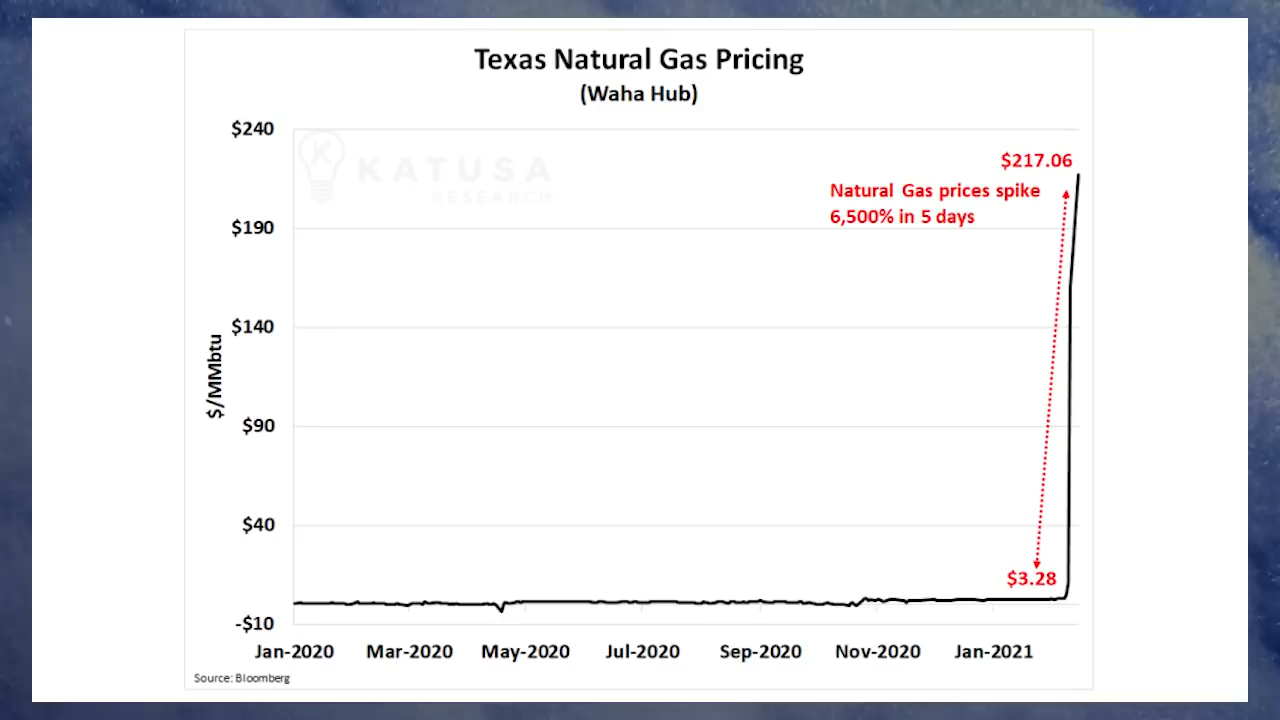 Texas Natural Gas Pricing
(Waha Hub)
$240
$217.06
KATUSA
RESEARCH
Natural Gas prices spike
6,500% in 5 days
$190
$140
$/MMbtu
$90
$40
$3.28
-$10
Jan-2020 Mar-2020 May-2020 Jul-2020 Sep-2020 Nov-2020 Jan-2021
Source: Bloomberg